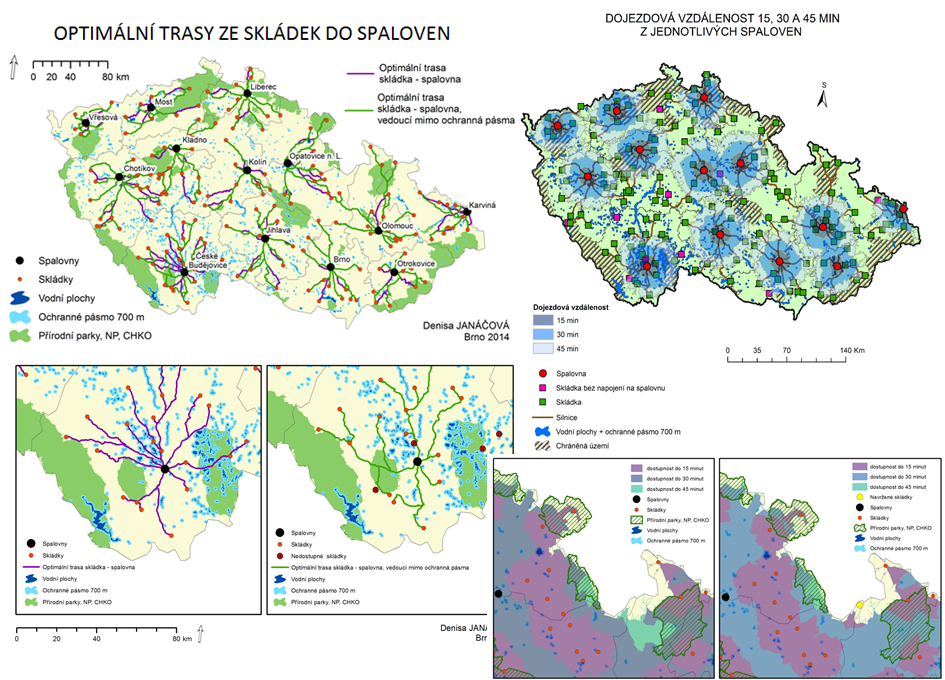 OPTIMÁLNÍ TRASY ZE SKLÁDEK DO SPALOVEN
0 20 40 80 km
Optimální trasa
skládka - spalovna
Optimální trasa
skládka - spalovna,
vedoucí mimo ochranná pásma
Liberec
Most
Vřesová
Kladno
Chotíkov
Kolín
Opatovice n. L.
Karviná
Olomouc
Jihlava
České
Budějovice
Brno
Otrokovice
Spalovny
Skládky
Vodní plochy
Ochranné pásmo 700 m
Přírodní parky, NP, CHKO
Denisa JANÁČOVÁ
Brno 2014
DOJEZDOVÁ VZDÁLENOST 15, 30 A 45 MIN
Z JEDNOTLIVÝCH SPALOVEN
S
Dojezdová vzdálenost
15 min
30 min
45 min
Spalovna
Skládka bez napojení na spalovnu
Skládka
Silnice
Vodní plochy + ochranné pásmo 700 m
Chráněná území
0 35 70 140 Km
Spalovny
Skládky
Optimální trasa skládka - spalovna
Vodní plochy
Ochranné pásmo 700 m
Přírodní parky, NP, CHKO
0 20 40 80 km
Spalovny
Skládky
Nedostupné skládky
Optimální trasa skládka - spalovna, vedoucí mimo ochranná pásma
Vodní plochy
Ochranné pásmo 700 m
Přírodní parky, NP, CHKO
Denisa JANÁ
Brn
dostupnost do 15 minut
dostupnost do 30 minut
dostupnost do 45 minut
Spalovny
Skládky
Přírodní parky, NP, CHKO
Vodní plochy
Ochranné pásmo 700 m
dostupnost do 15 minut
dostupnost do 30 minut
dostupnost do 45 minut
Navržené skládky
Spalovny
Skládky
Přírodní parky, NP, CHKO
Vodní plochy
Ochranné pásmo 700 m